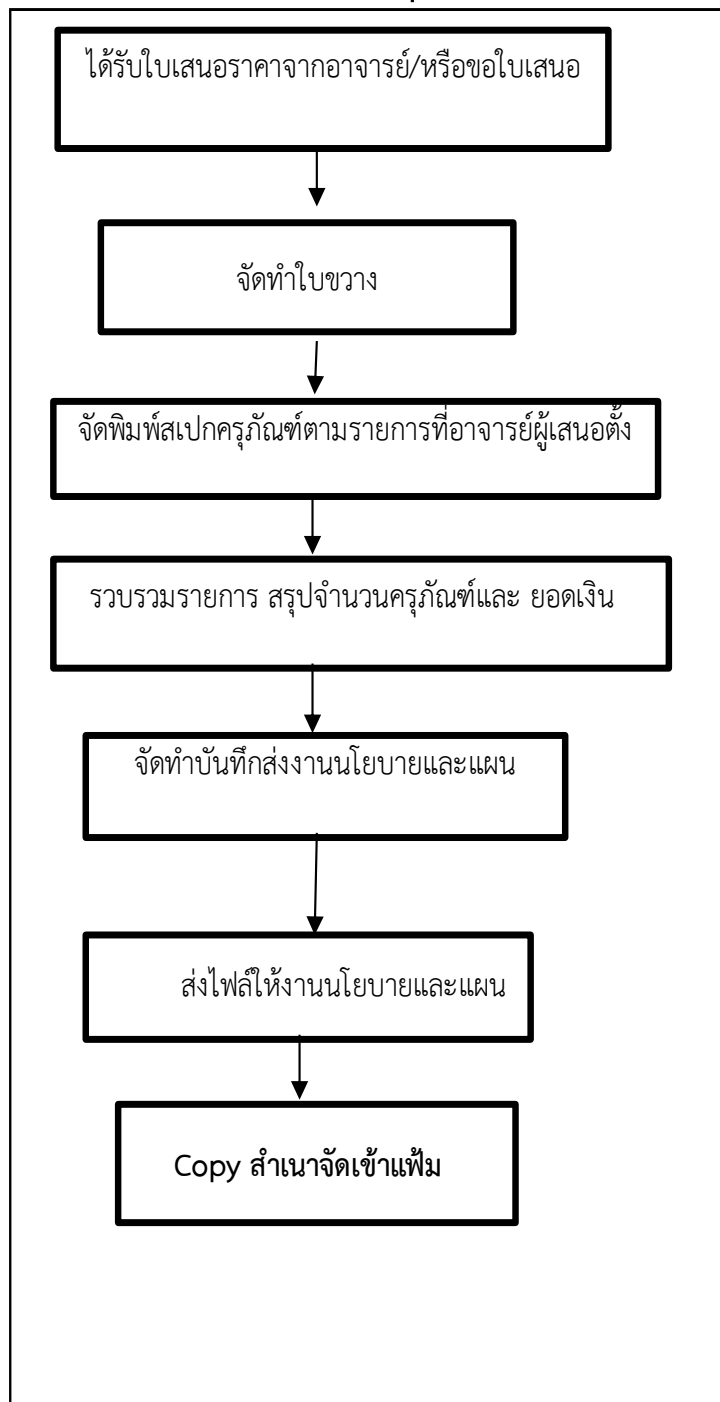 ได้รับใบเสนอราคาจากอาจารย์/หรือขอใบเสนอ
จัดทำใบขวาง
จัดพิมพ์สเปกครุภัณฑ์ตามรายการที่อาจารย์ผู้เสนอตั้ง
รวบรวมรายการ สรุปจำนวนครุภัณฑ์และ ยอดเงิน
จัดทำบันทึกส่งงานนโยบายและแผน
ส่งไฟล์ให้งานนโยบายและแผน
Copy สำเนาจัดเข้าแฟ้ม